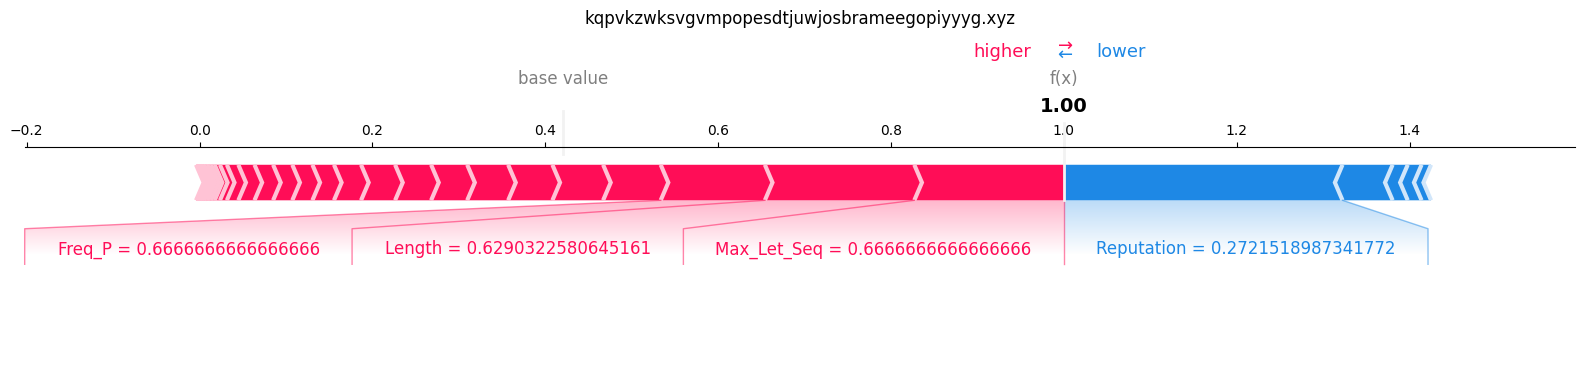 kqpvkzwksvgvmpopesdtjuwjosbrameegopiyyyg.xyz
higher ⇄ lower
base value f(x)
1.00
−0.2 0.0 0.2 0.4 0.6 0.8 1.0 1.2 1.4
Freq_P = 0.6666666666666666 Length = 0.6290322580645161 Max_Let_Seq = 0.6666666666666666 Reputation = 0.2721518987341772